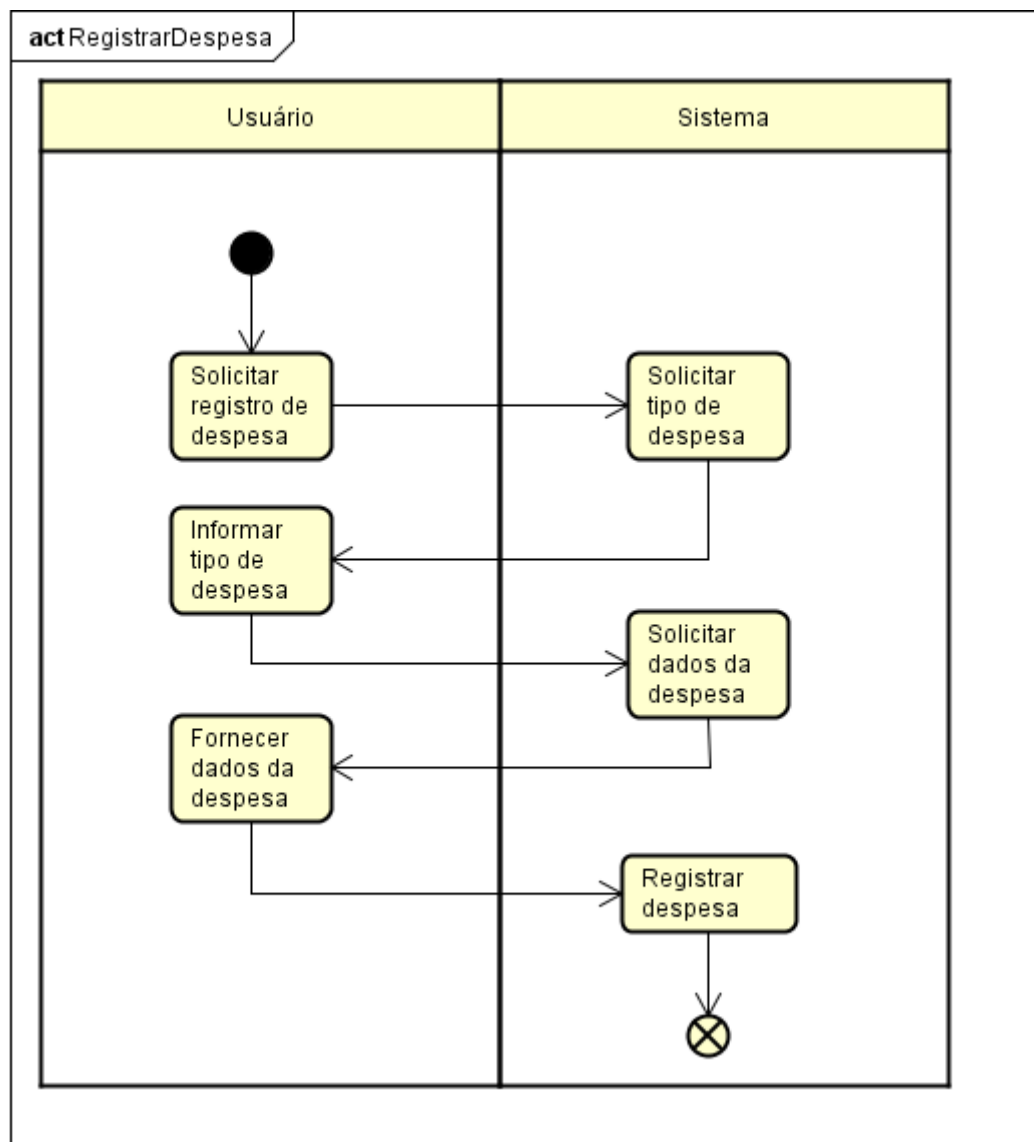 act RegistrarDespesa
Usuário
Sistema
Solicitar
registro de
despesa
Solicitar
tipo de
despesa
Informar
tipo de
despesa
Solicitar
dados da
despesa
Fornecer
dados da
despesa
Registrar
despesa